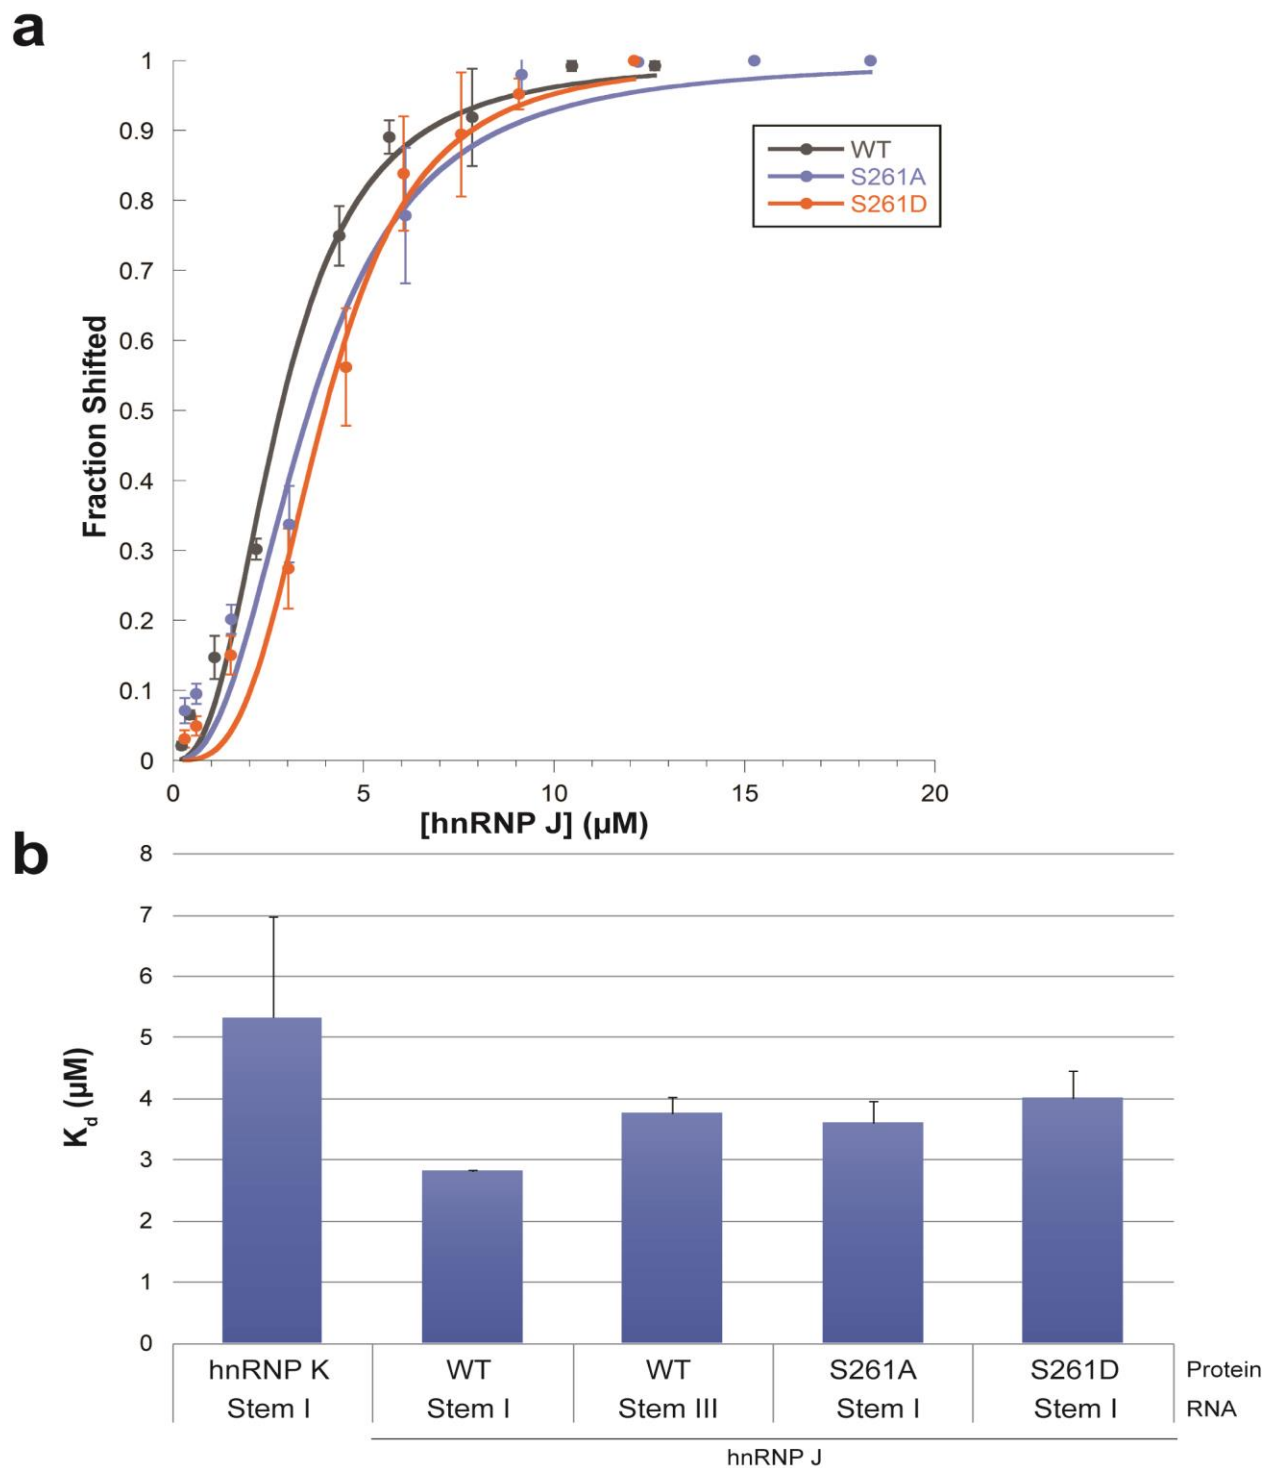 a
1
0.9
0.8
0.7
0.6
0.5
0.4
0.3
0.2
0.1
0
Fraction Shifted
WT
S261A
S261D
0 5 10 15 20
[hnRNP J] (µM)
b
8
7
6
5
4
3
2
1
0
Kd (µM)
hnRNP K WT WT S261A S261D Protein
Stem I Stem I Stem III Stem I Stem I RNA
hnRNP J